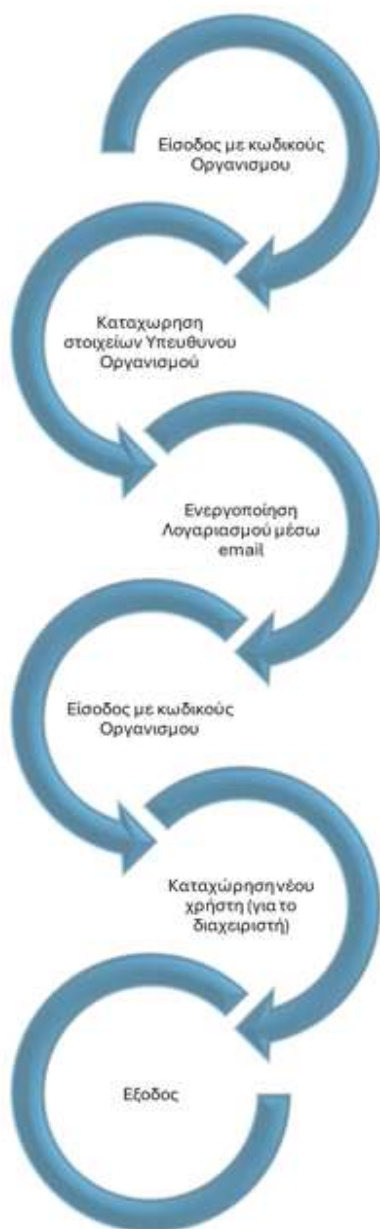 Είσοδος με κωδικούς
Οργανισμου
Καταχωρηση
στοιχείων Υπευθυνου
Οργανισμού
Ενεργοποίηση
Λογαριασμού μέσω
email
Είσοδος με κωδικούς
Οργανισμου
Καταχώρηση νέου
χρήστη (για το
διαχειριστή)
Εξοδος